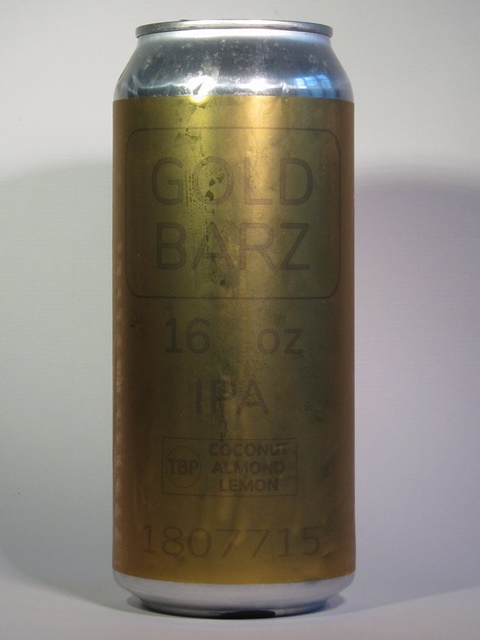 GOLD
BARZ
16 oz
IPA
TBP
COCONUT
ALMOND
LEMON
1807715